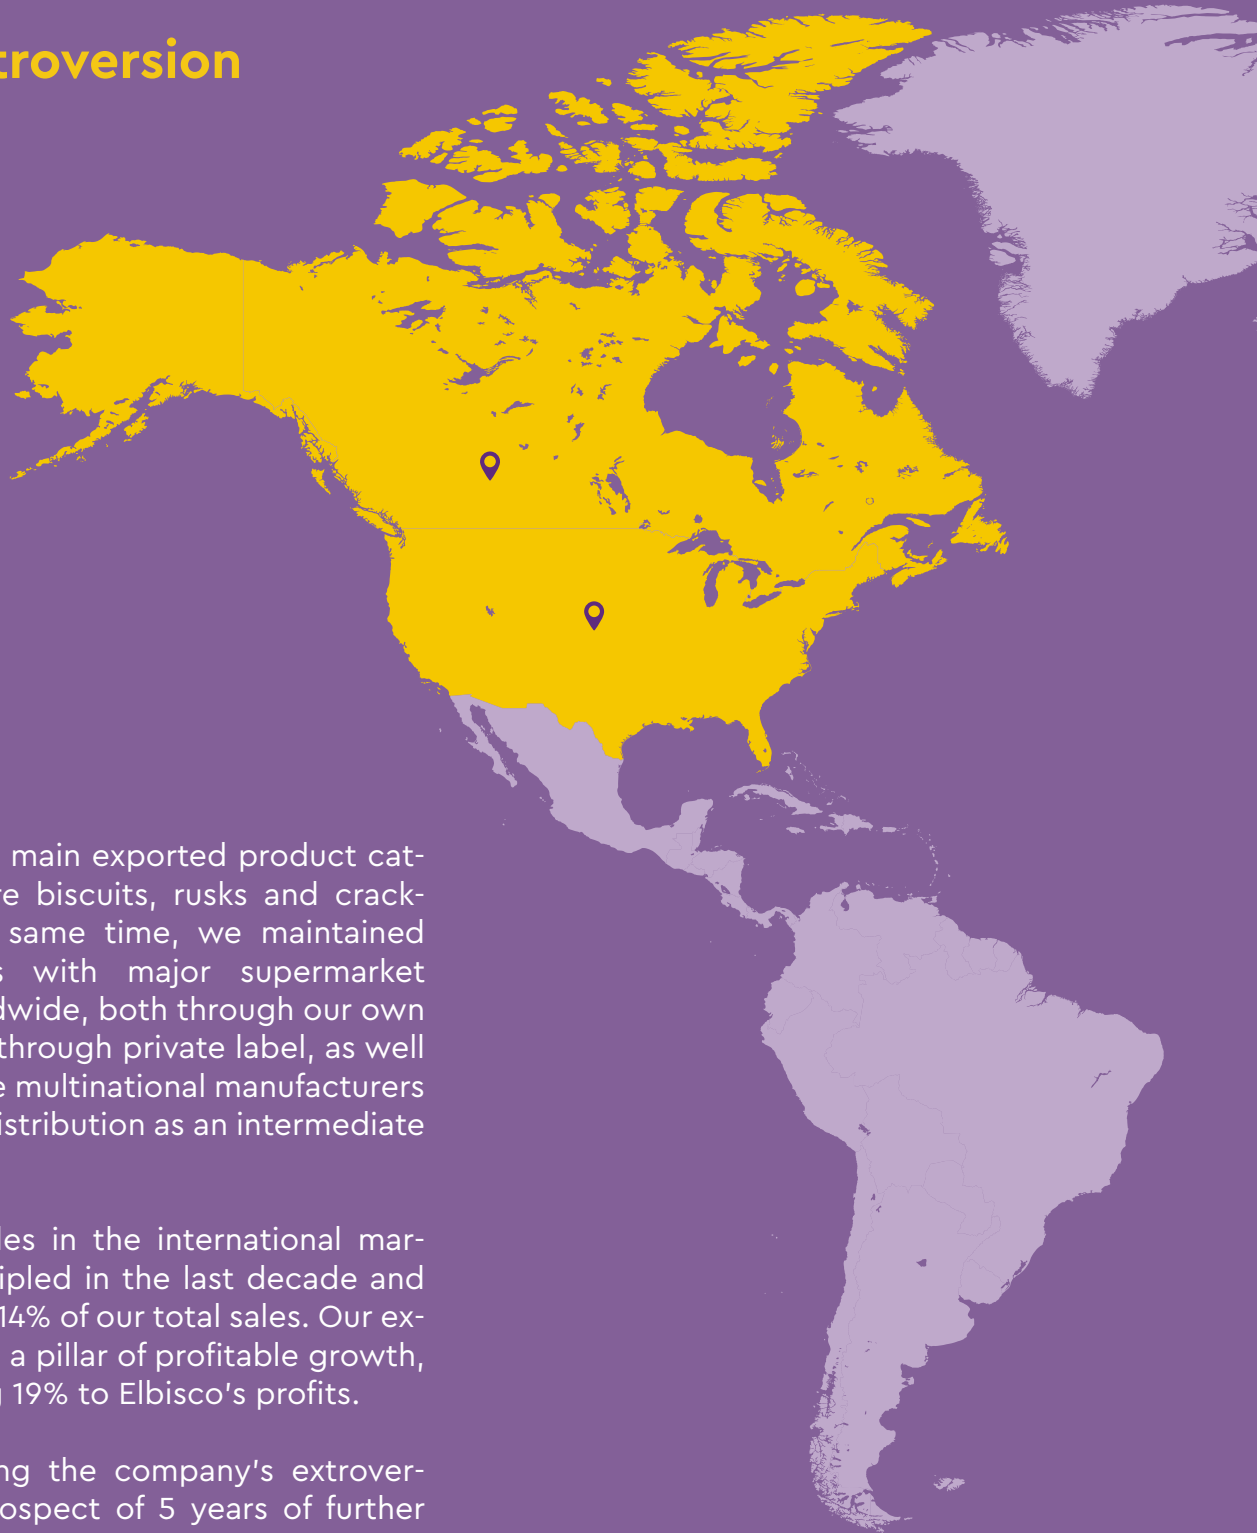 troversion
main exported product cat-
re biscuits, rusks and crack-
same time, we maintained
s with major supermarket
dwide, both through our own
through private label, as well
e multinational manufacturers
istribution as an intermediate
les in the international mar-
ipled in the last decade and
14% of our total sales. Our ex-
a pillar of profitable growth,
g 19% to Elbisco's profits.
ng the company's extrover-
ospect of 5 years of further